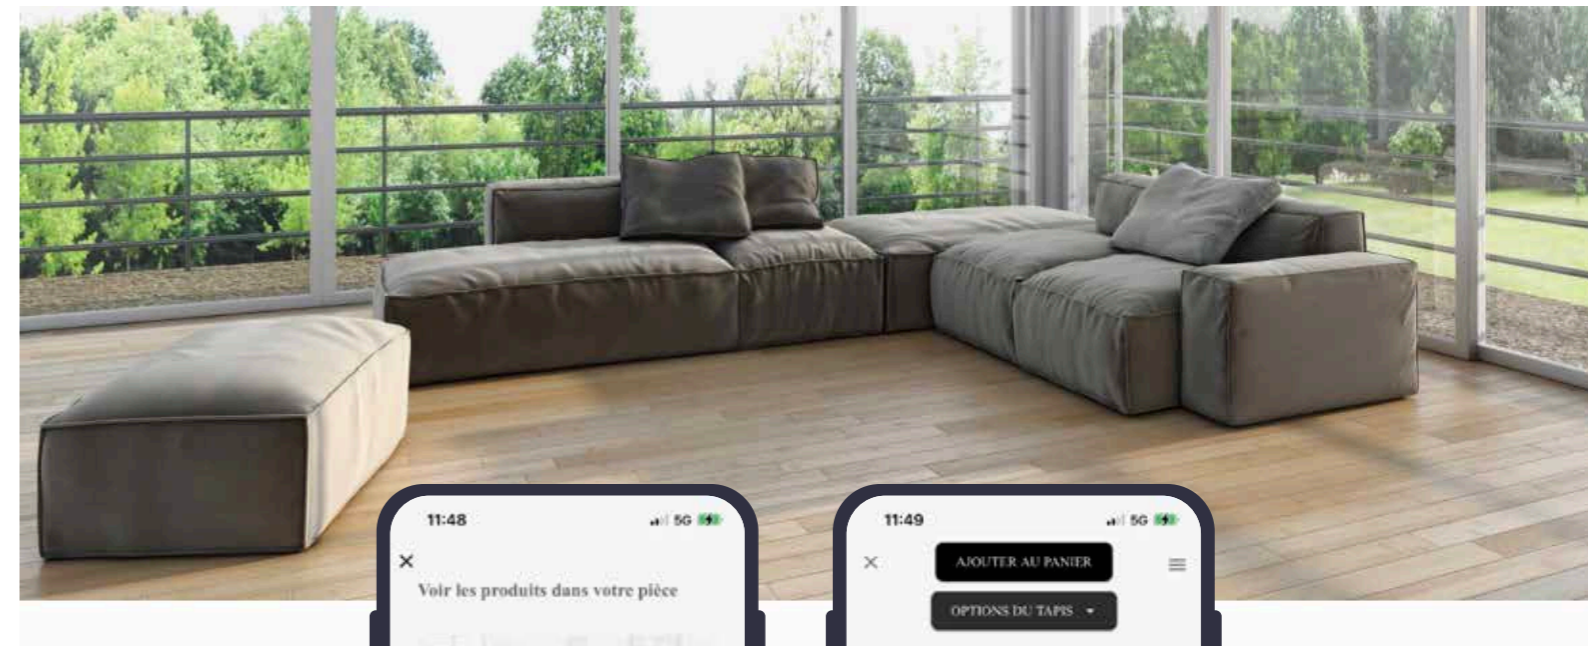 11:48
5G
Voir les produits dans votre pièce
11:49
5G
AJOUTER AU PANIER
OPTIONS DU TAPIS